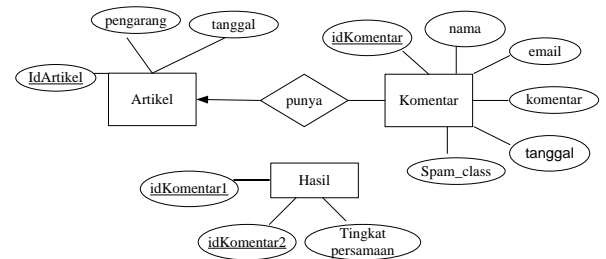 pengarang
tanggal
IdArtikel
Artikel
punya
idKomentar
nama
email
Komentar
komentar
tanggal
Spam_class
Hasil
idKomentar1
idKomentar2
Tingkat
persamaan